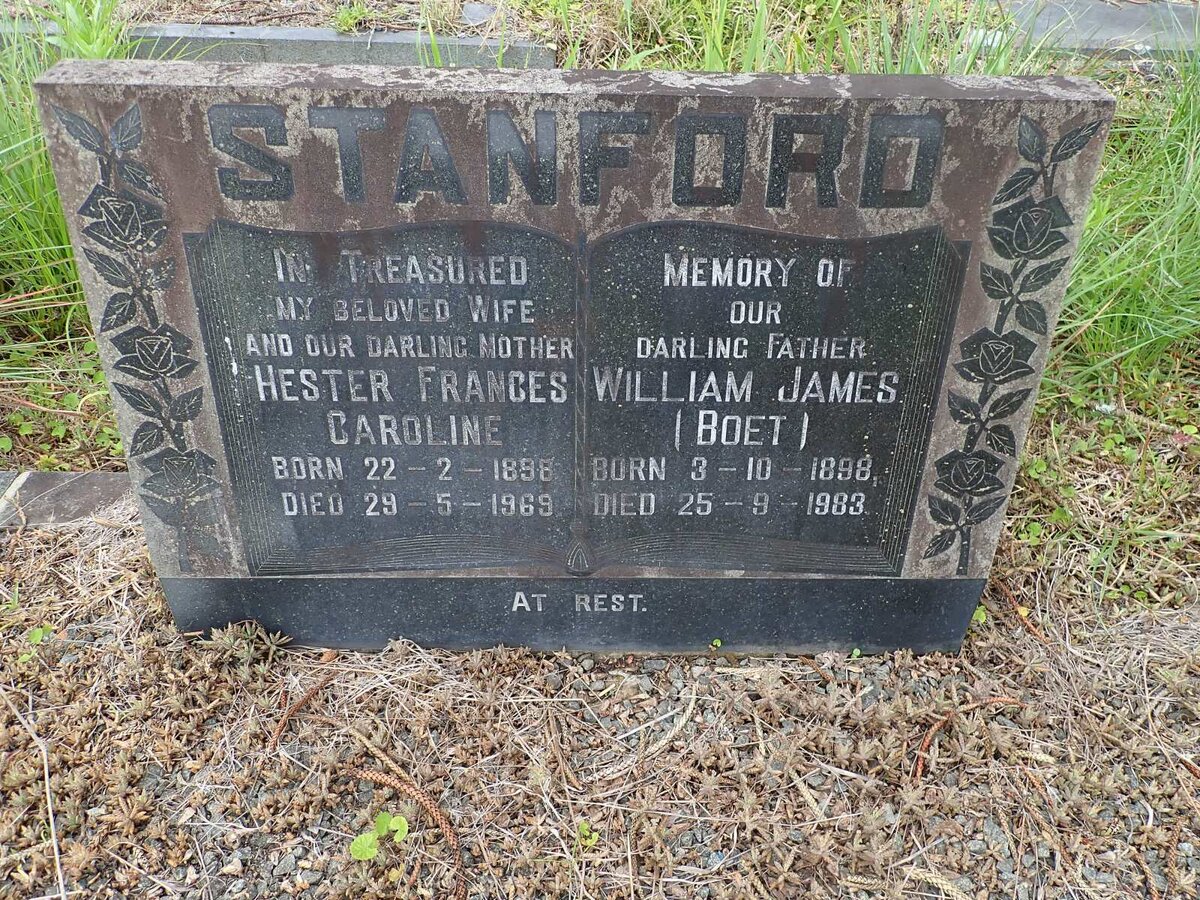 STANFORD
IN TREASURED
MY BELOVED WIFE
AND OUR DARLING MOTHER
HESTER FRANCES
CAROLINE
BORN 22-2-1898
DIED 29-5-1969
MEMORY OF
OUR
DARLING FATHER
WILLIAM JAMES
(BOET)
BORN 3-10-1898,
DIED 25-9-1983.
AT REST.